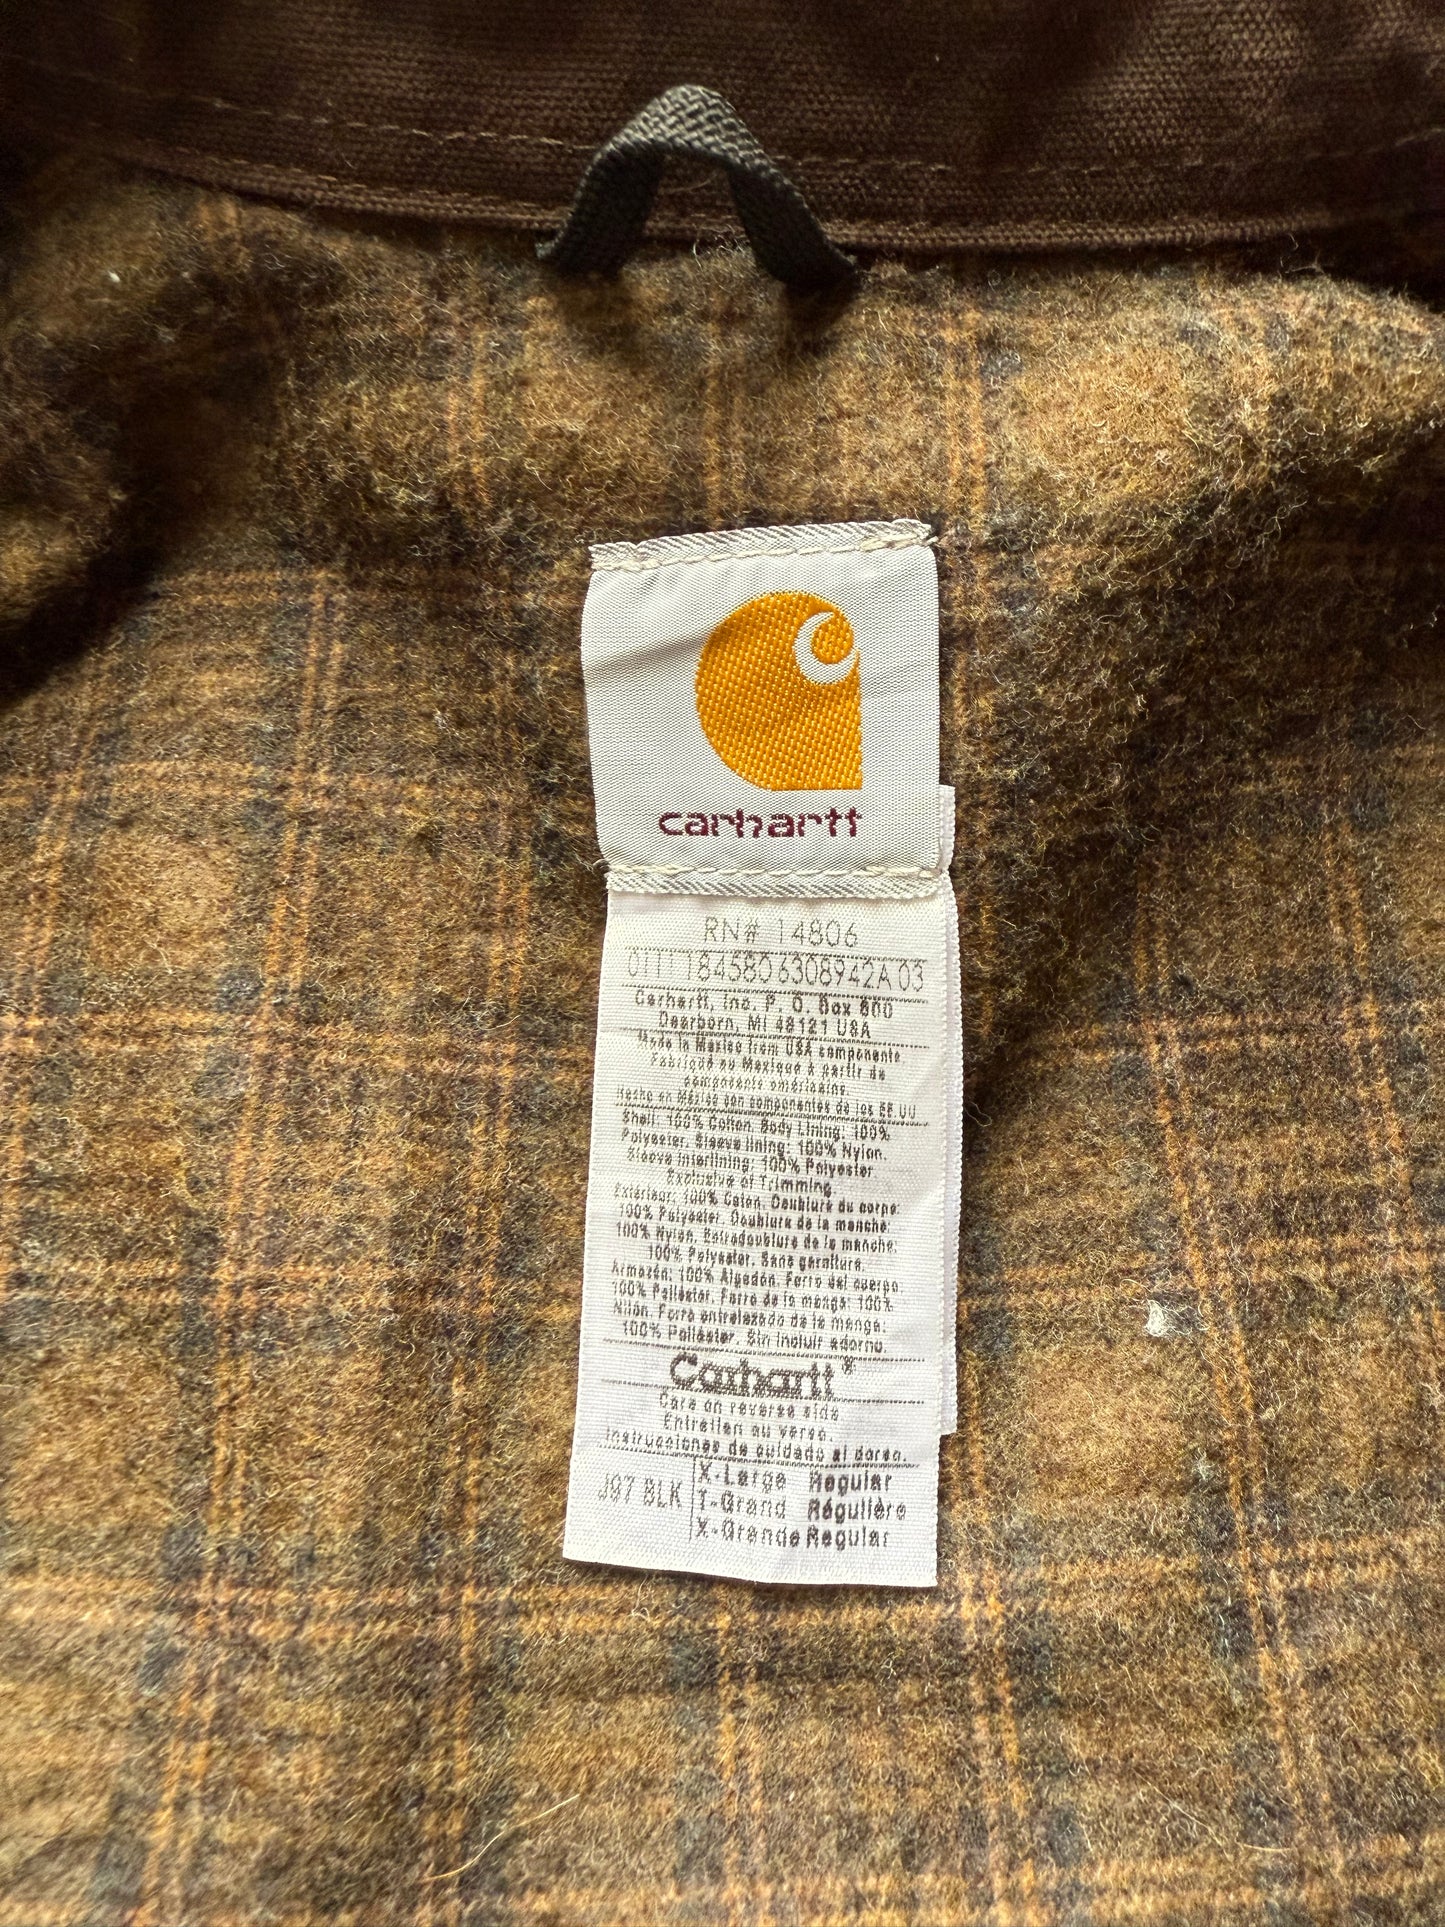 carhartt
RN# 14806
01111845806308942A 03
Carhartt, Inc. P. O. Box 600
Dearborn, MI 48121 USA
Made in Mexico from USA components
Fabriqué au Mexique à partir de
composants américains.
Hecho en México con componentes de los EE UU
Shell: 100% Cotton. Body Lining: 100%
Polyester. Sleeve lining: 100% Nylon.
Sleeve Interlining: 100% Polyester
Exclusive of Trimming
Extérieur: 100% Coton. Doublure du corps:
100% Polyester. Doublure de la manche:
100% Nylon. Entredoublure de la manche:
100% Polyester. Sans garniture.
Armazón: 100% Algodón. Forro del cuerpo
100% Poliéster. Forro de la manga: 100%
Nilón. Forro entrelazado de la manga:
100% Poliéster. Sin incluir adorno.
Carhartt®
Care on reverse side
Entretien au verso.
Instrucciones de cuidado al dorso.
J97 BLK
X-Large Regular
T-Grand Régulière
X-Grande Regular